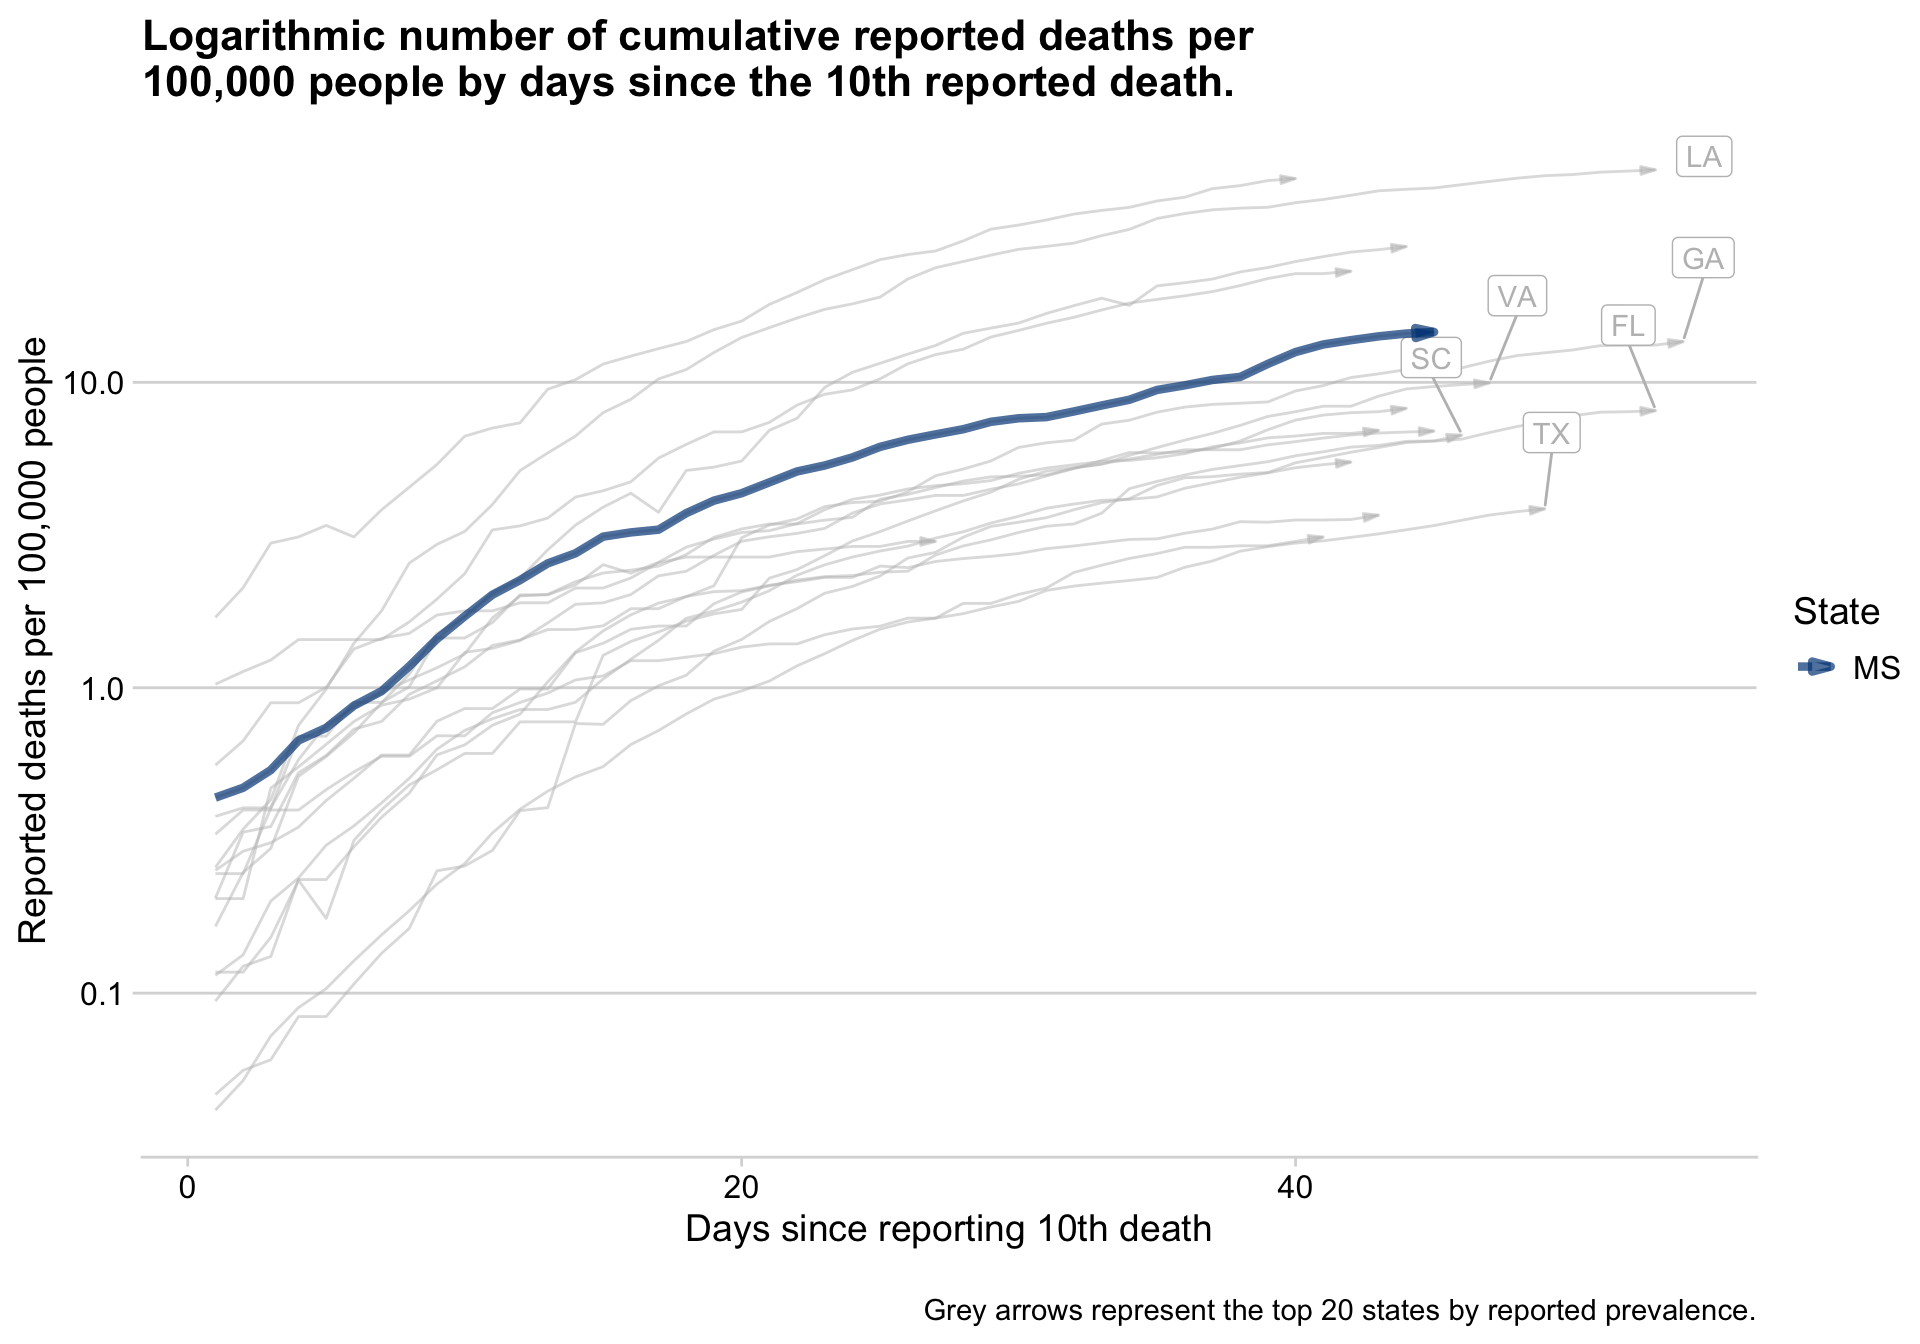 Logarithmic number of cumulative reported deaths per
100,000 people by days since the 10th reported death.
LA
GA
VA
FL
SC
TX
Reported deaths per 100,000 people
10.0
1.0
0.1
State
MS
0
20
40
Days since reporting 10th death
Grey arrows represent the top 20 states by reported prevalence.